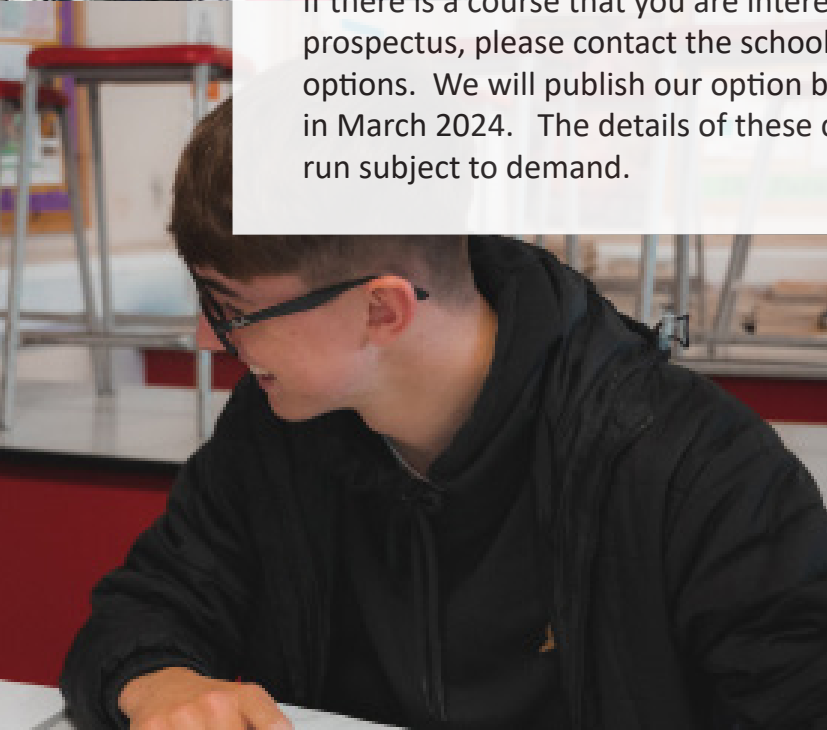 If there is a course that you are
prospectus, please contact the school
options. We will publish our option
in March 2024. The details of these
run subject to demand.